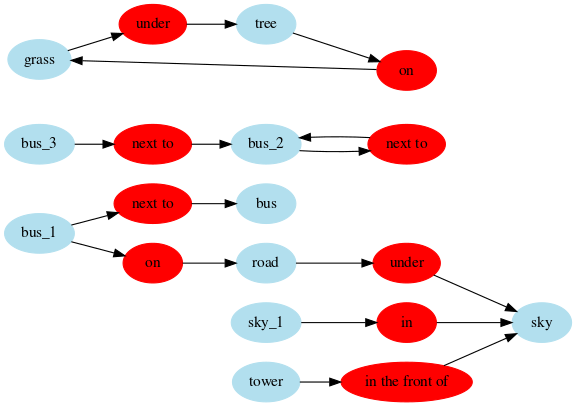 under
tree
grass
on
bus_3
next to
bus_2
next to
next to
bus
bus_1
on
road
under
sky_1
in
sky
tower
in the front of